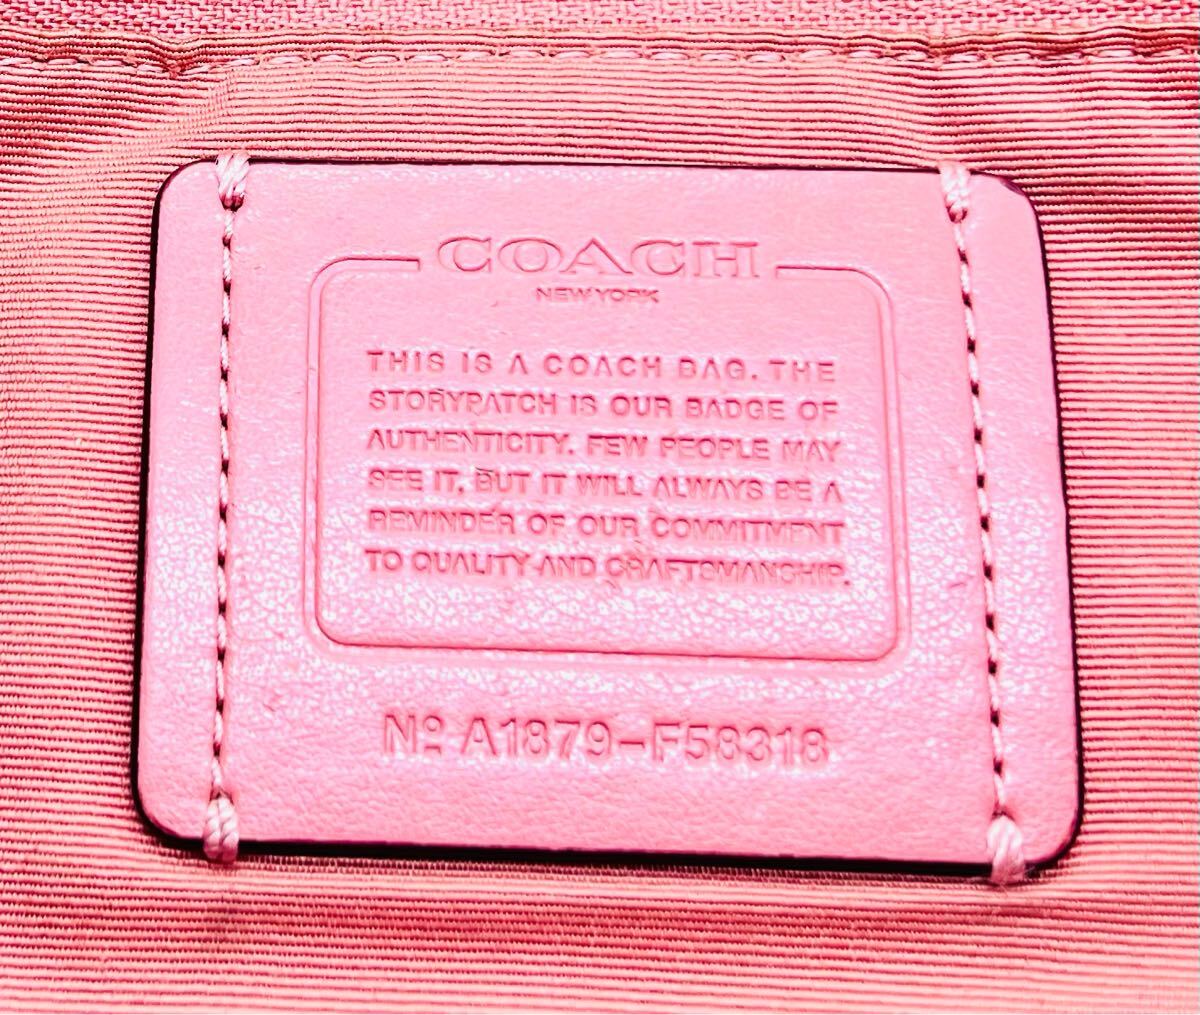 COACH
NEW YORK
THIS IS A COACH BAG. THE
STORYPATCH IS OUR BADGE OF
AUTHENTICITY. FEW PEOPLE MAY
SEE IT, BUT IT WILL ALWAYS BE A
REMINDER OF OUR COMMITMENT
TO QUALITY AND CRAFTSMANSHIP.
Nº A1879-F58318